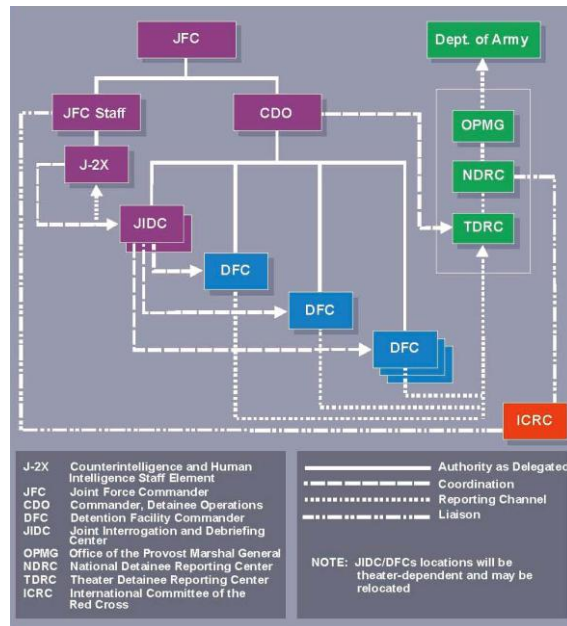 JFC
Dept. of Army
JFC Staff
CDO
OPMG
J-2X
NDRC
JIDC
TDRC
DFC
DFC
DFC
ICRC
J-2X Counterintelligence and Human
Intelligence Staff Element
JFC Joint Force Commander
CDO Commander, Detainee Operations
DFC Detention Facility Commander
JIDC Joint Interrogation and Debriefing
Center
OPMG Office of the Provost Marshal General
NDRC National Detainee Reporting Center
TDRC Theater Detainee Reporting Center
ICRC International Committee of the
Red Cross
Authority as Delegated
Coordination
Reporting Channel
Liaison
NOTE: JIDC/DFCs locations will be
theater-dependent and may be
relocated